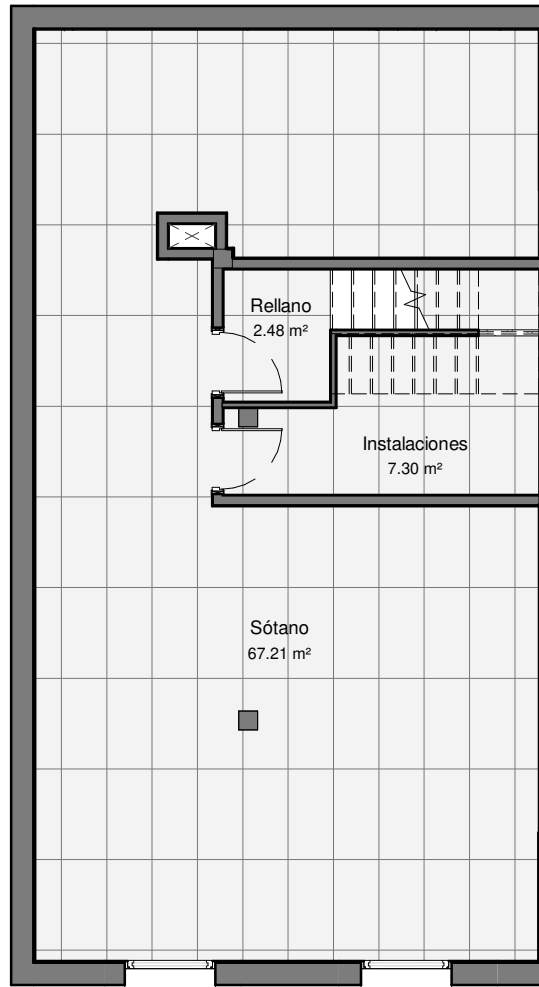 Rellano
2.48 m²
Instalaciones
7.30 m²
Sótano
67.21 m²